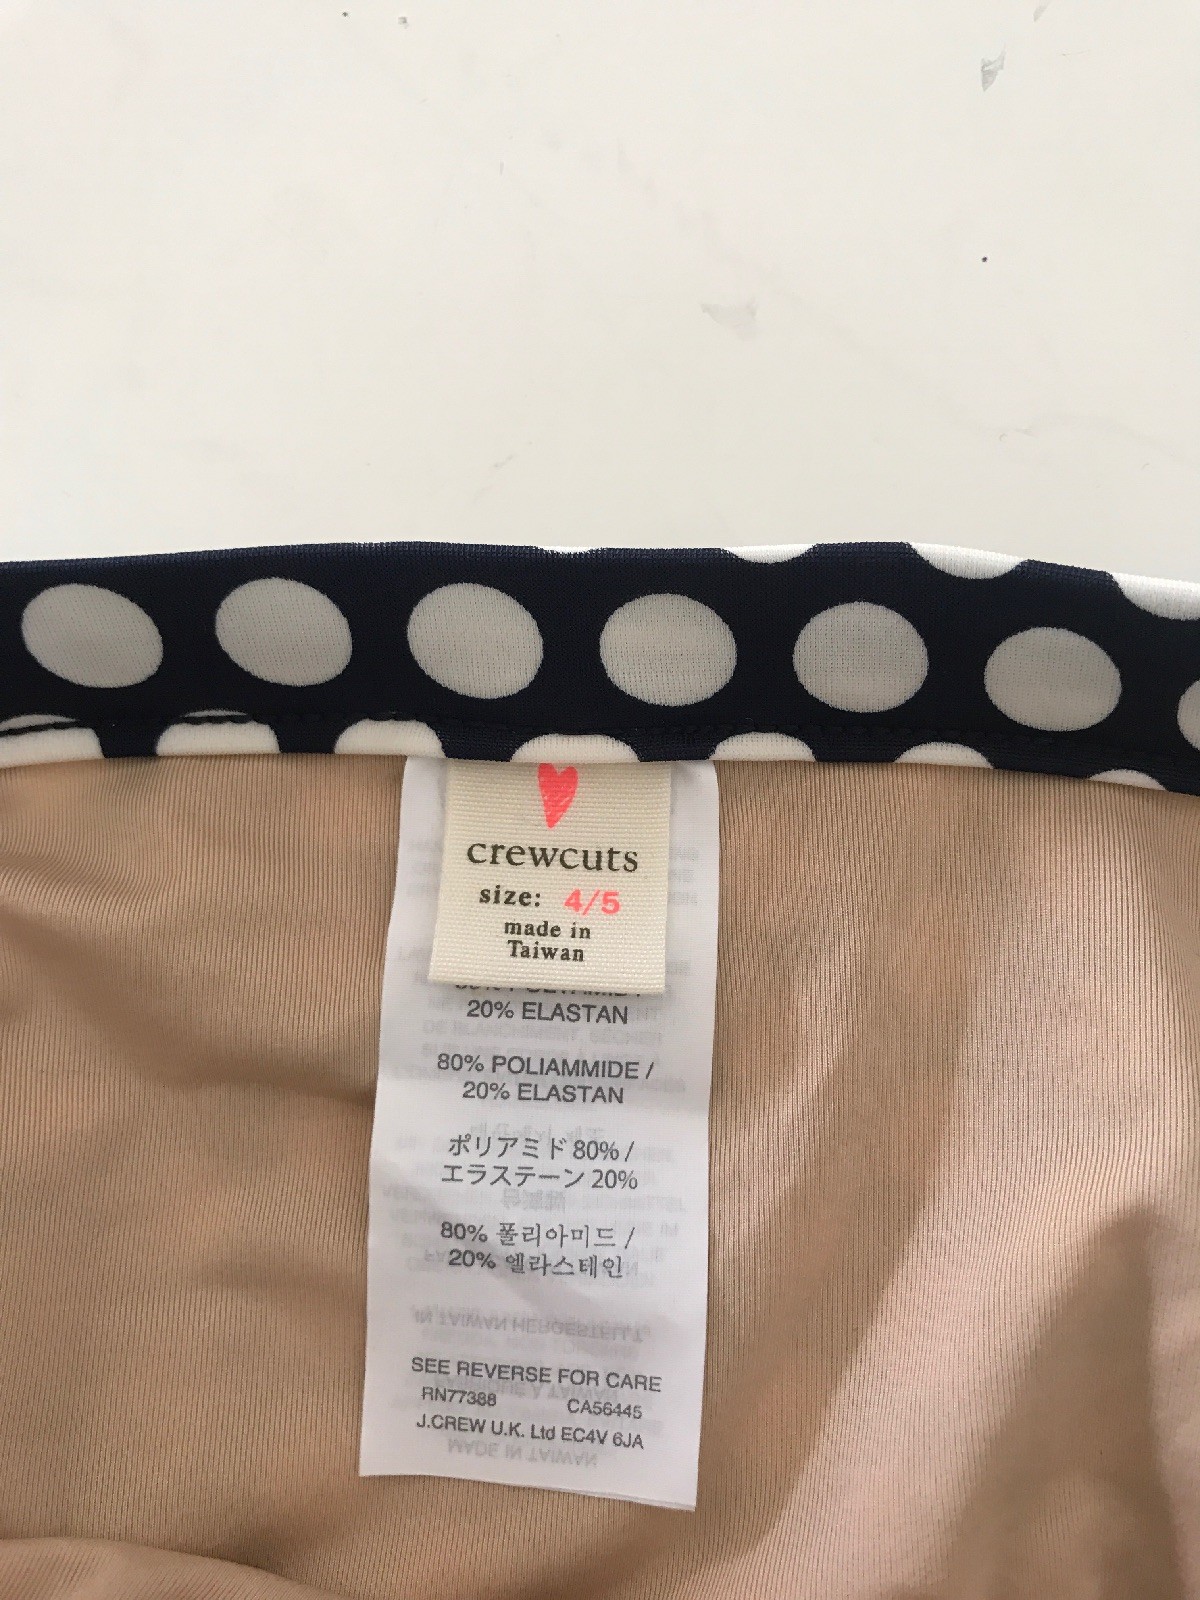 crewcuts
size: 4/5
made in
Taiwan
20% ELASTAN
80% POLIAMMIDE /
20% ELASTAN
ポリアミド 80% /
エラステーン 20%
80% 폴리아미드 /
20% 엘라스테인
SEE REVERSE FOR CARE
RN77388 CA56445
J.CREW U.K. Ltd EC4V 6JA